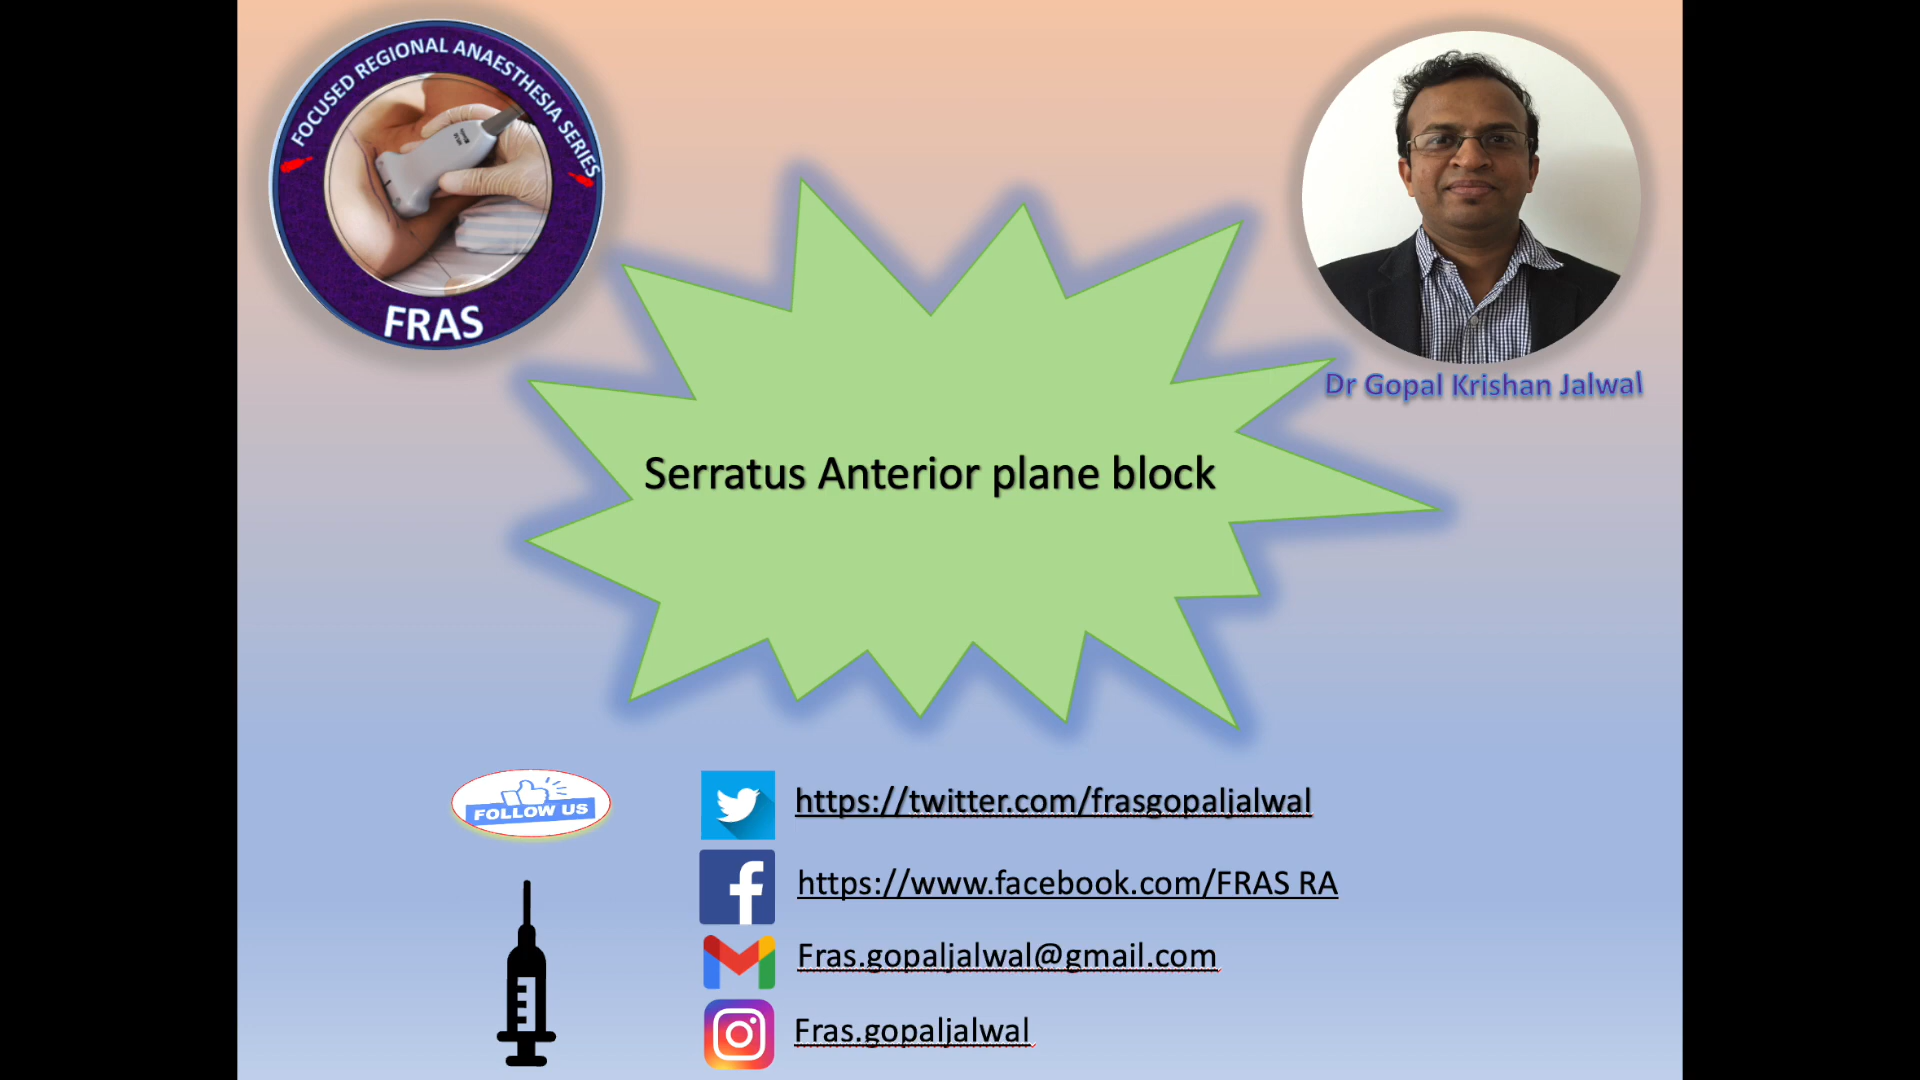 FOCUSED REGIONAL ANAESTHESIA SERIES
FRAS
Dr Gopal Krishan Jalwal
Serratus Anterior plane block
FOLLOW US
https://twitter.com/frasgopaljalwal
https://www.facebook.com/FRAS RA
Fras.gopaljalwal@gmail.com
Fras.gopaljalwal